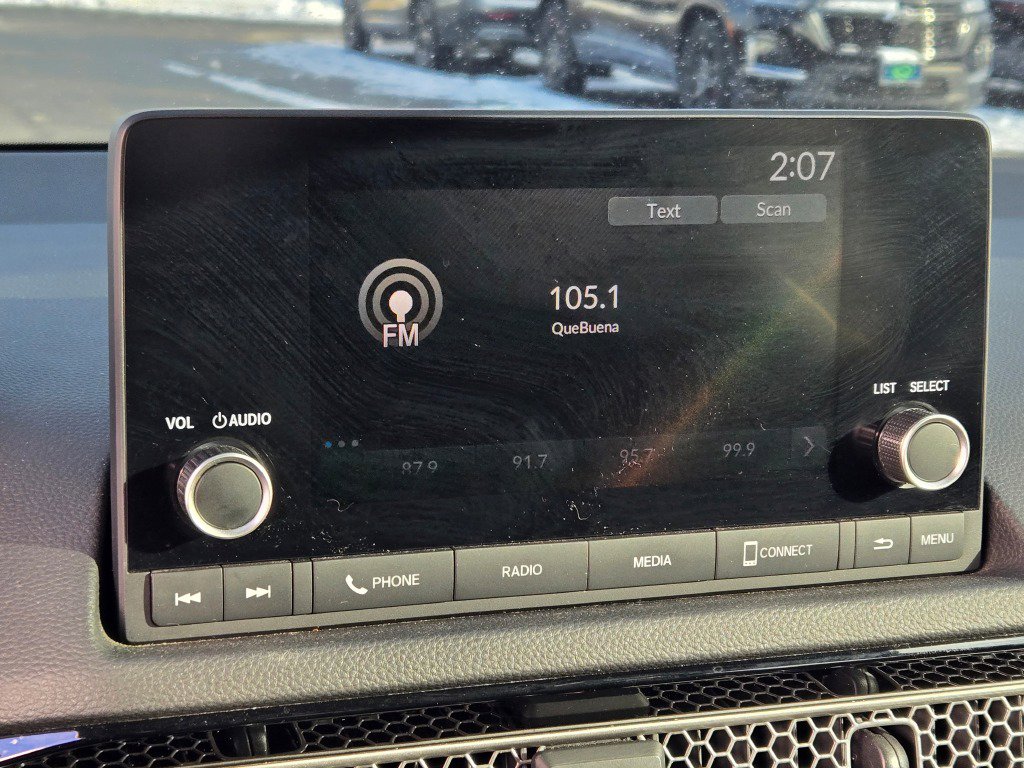 2:07
Text Scan
FM
105.1
QueBuena
LIST SELECT
VOL AUDIO
87.9 91.7 95.7 99.9
PHONE RADIO MEDIA CONNECT MENU